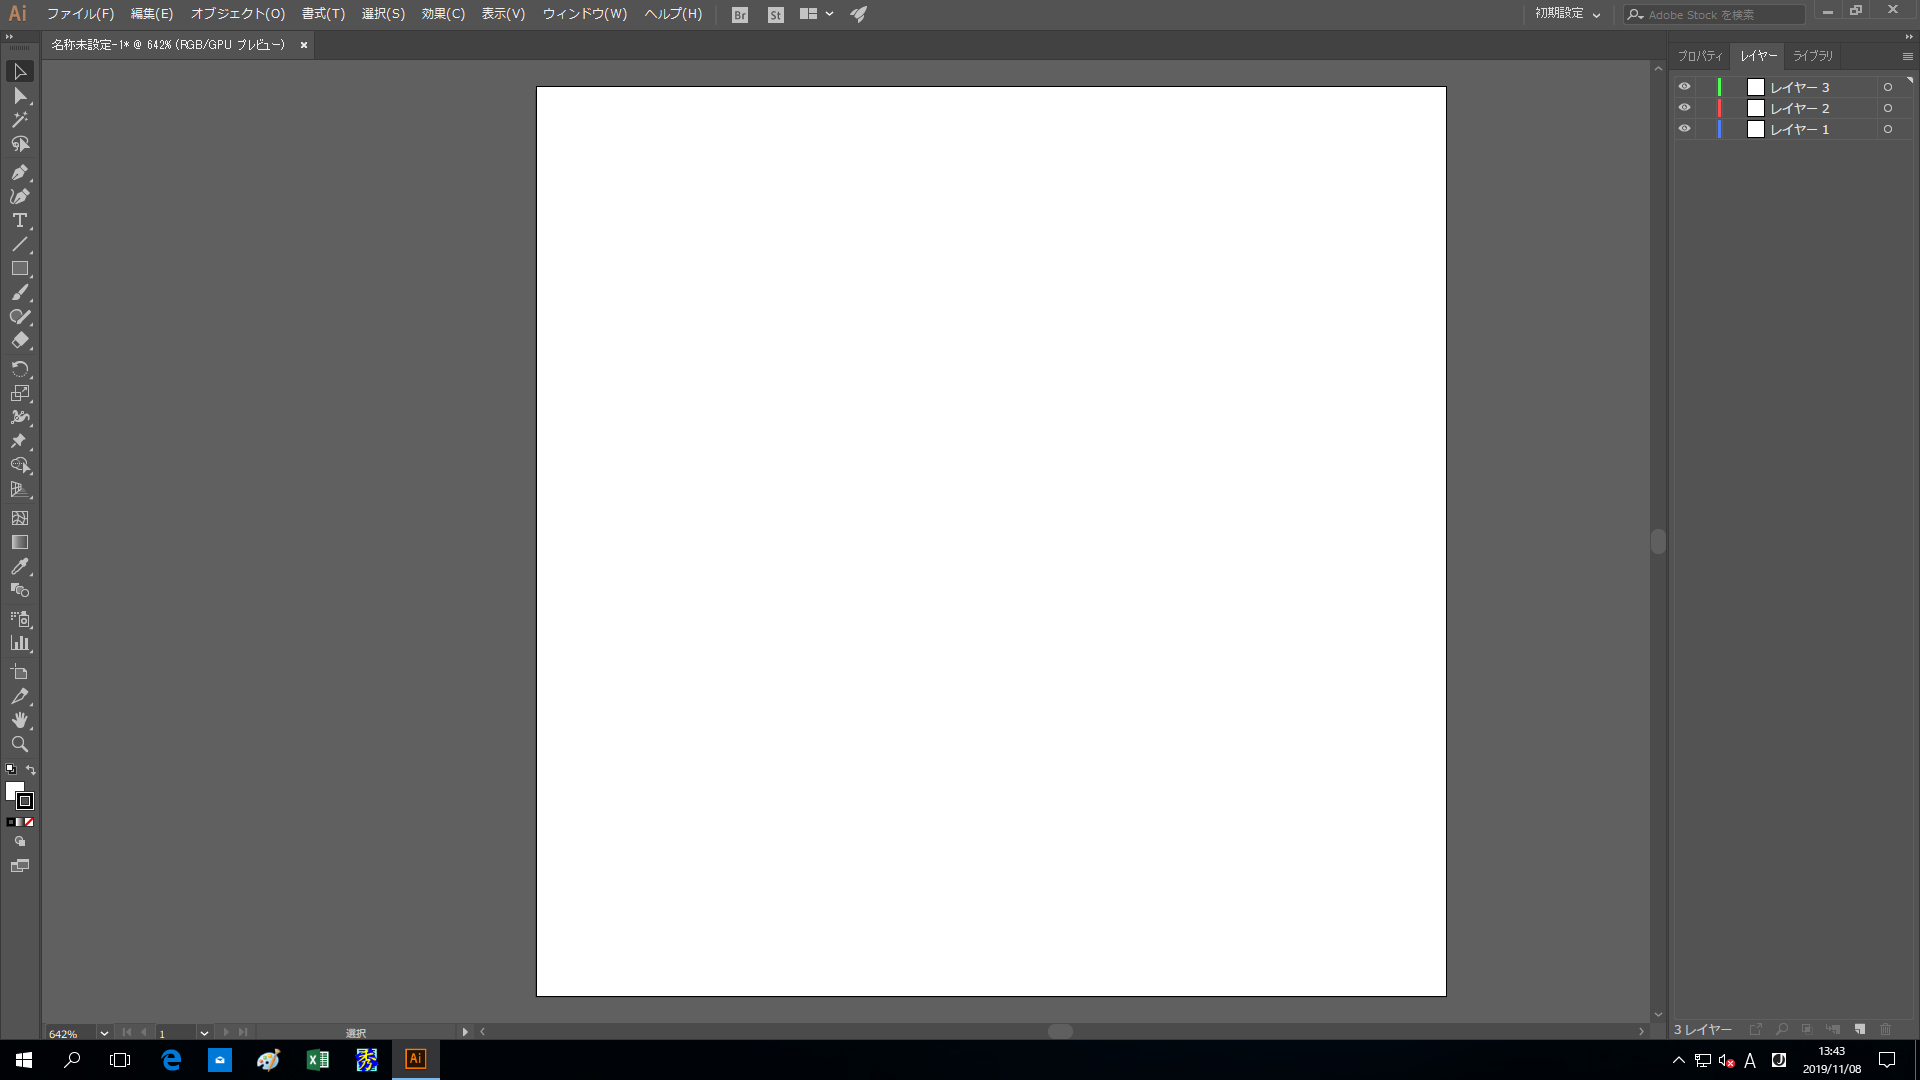 Ai ファイル(F) 編集(E) オブジェクト(O) 書式(T) 選択(S) 効果(C) 表示(V) ウィンドウ(W) ヘルプ(H) Br St 初期設定 Adobe Stock を検索
名称未設定-1* @ 642% (RGB/GPU プレビュー)
プロパティ レイヤー ライブラリ
レイヤー 3
レイヤー 2
レイヤー 1
642% 1 選択
3 レイヤー
秀 Ai A 13:43
2019/11/08